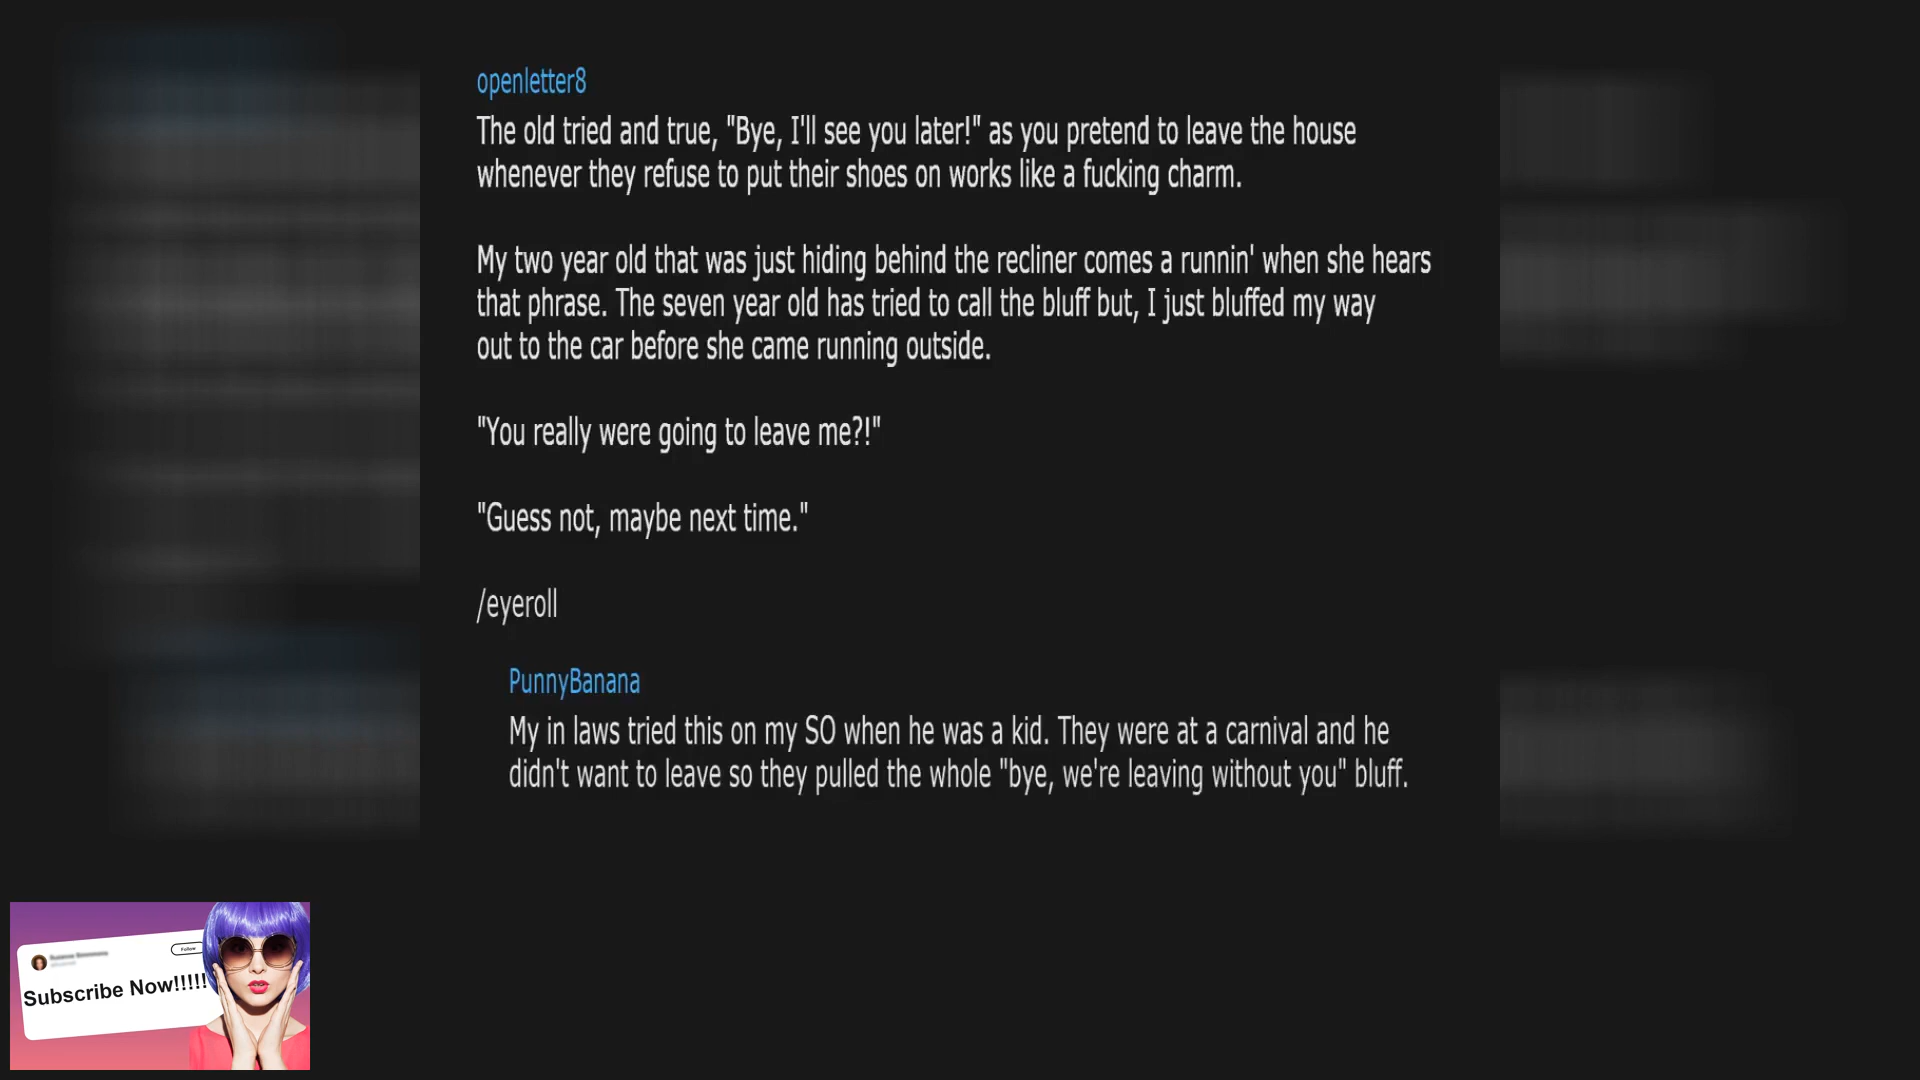 openletter8
The old tried and true, "Bye, I'll see you later!" as you pretend to leave the house
whenever they refuse to put their shoes on works like a fucking charm.
My two year old that was just hiding behind the recliner comes a runnin' when she hears
that phrase. The seven year old has tried to call the bluff but, I just bluffed my way
out to the car before she came running outside.
"You really were going to leave me?!"
"Guess not, maybe next time."
/eyeroll
PunnyBanana
My in laws tried this on my SO when he was a kid. They were at a carnival and he
didn't want to leave so they pulled the whole "bye, we're leaving without you" bluff.
Follow
Subscribe Now!!!!!